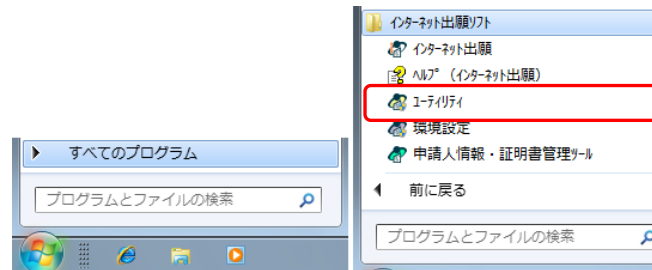 すべてのプログラム
プログラムとファイルの検索
インターネット出願ソフト
インターネット出願
ヘルプ (インターネット出願)
ユーティリティ
環境設定
申請人情報・証明書管理ツール
前に戻る
プログラムとファイルの検索